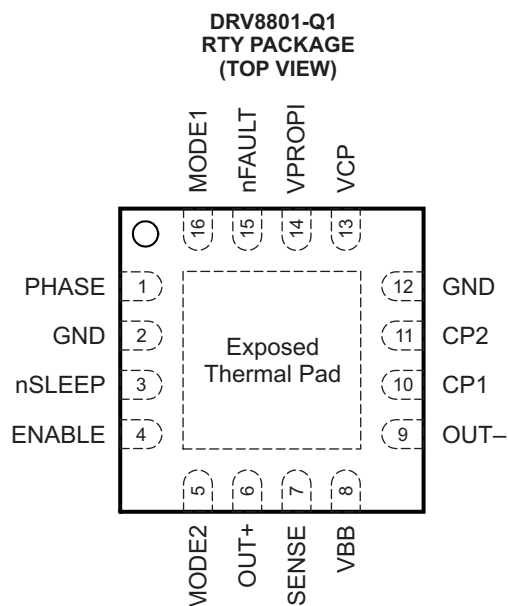 DRV8801-Q1
RTY PACKAGE
(TOP VIEW)
MODE1
nFAULT
VPROPI
VCP
16
15
14
13
PHASE 1
12 GND
GND 2
11 CP2
nSLEEP 3
10 CP1
ENABLE 4
9 OUT–
Exposed
Thermal Pad
5
6
7
8
MODE2
OUT+
SENSE
VBB